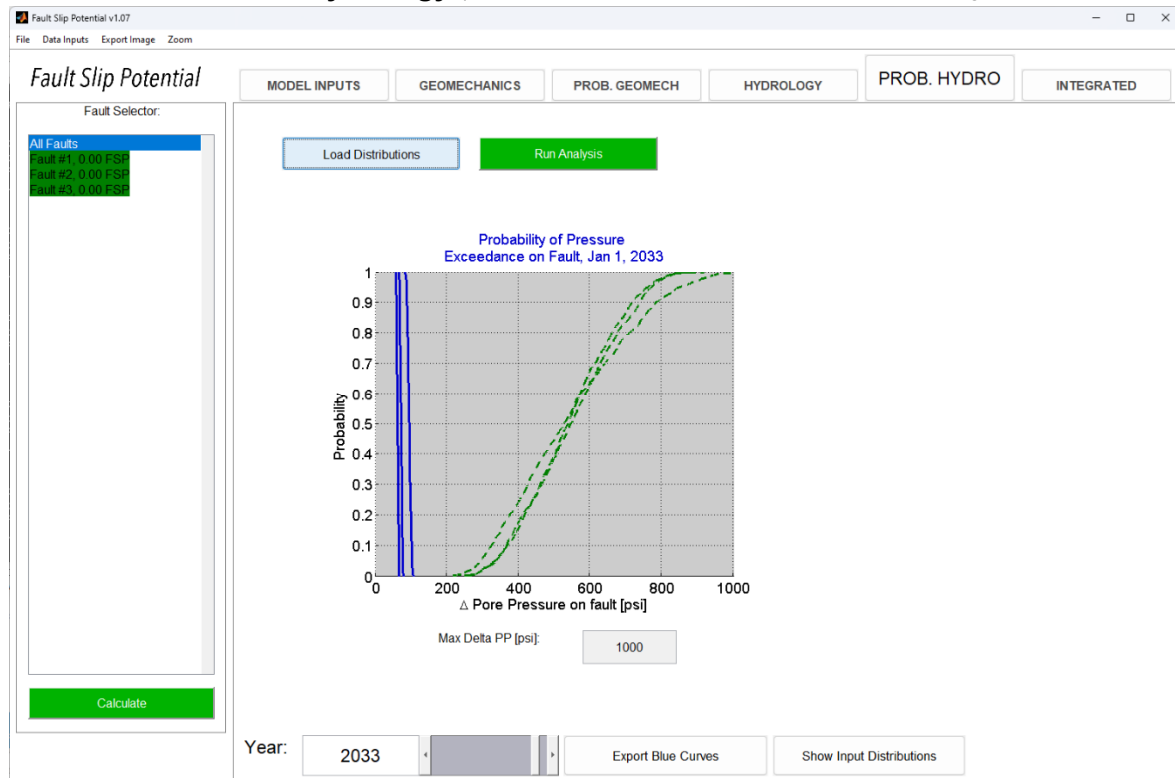 Fault Slip Potential v1.07
File Data Inputs Export Image Zoom
Fault Slip Potential
MODEL INPUTS
GEOMECHANICS
PROB. GEOMECH
HYDROLOGY
PROB. HYDRO
INTEGRATED
Fault Selector:
All Faults
Fault #1, 0.00 FSP
Fault #2, 0.00 FSP
Fault #3, 0.00 FSP
Calculate
Load Distributions
Run Analysis
Probability of Pressure
Exceedance on Fault, Jan 1, 2033
1
0.9
0.8
0.7
0.6
0.5
0.4
0.3
0.2
0.1
0
Probability
0 200 400 600 800 1000
Δ Pore Pressure on fault [psi]
Max Delta PP [psi]:
1000
Year:
2033
Export Blue Curves
Show Input Distributions